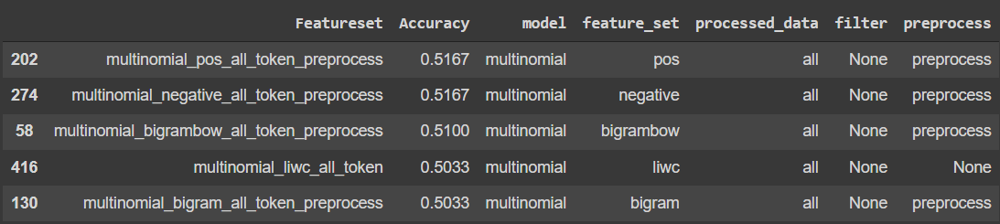 Featureset Accuracy model feature_set processed_data filter preprocess
202 multinomial_pos_all_token_preprocess 0.5167 multinomial pos all None preprocess
274 multinomial_negative_all_token_preprocess 0.5167 multinomial negative all None preprocess
58 multinomial_bigrambow_all_token_preprocess 0.5100 multinomial bigrambow all None preprocess
416 multinomial_liwc_all_token 0.5033 multinomial liwc all None None
130 multinomial_bigram_all_token_preprocess 0.5033 multinomial bigram all None preprocess